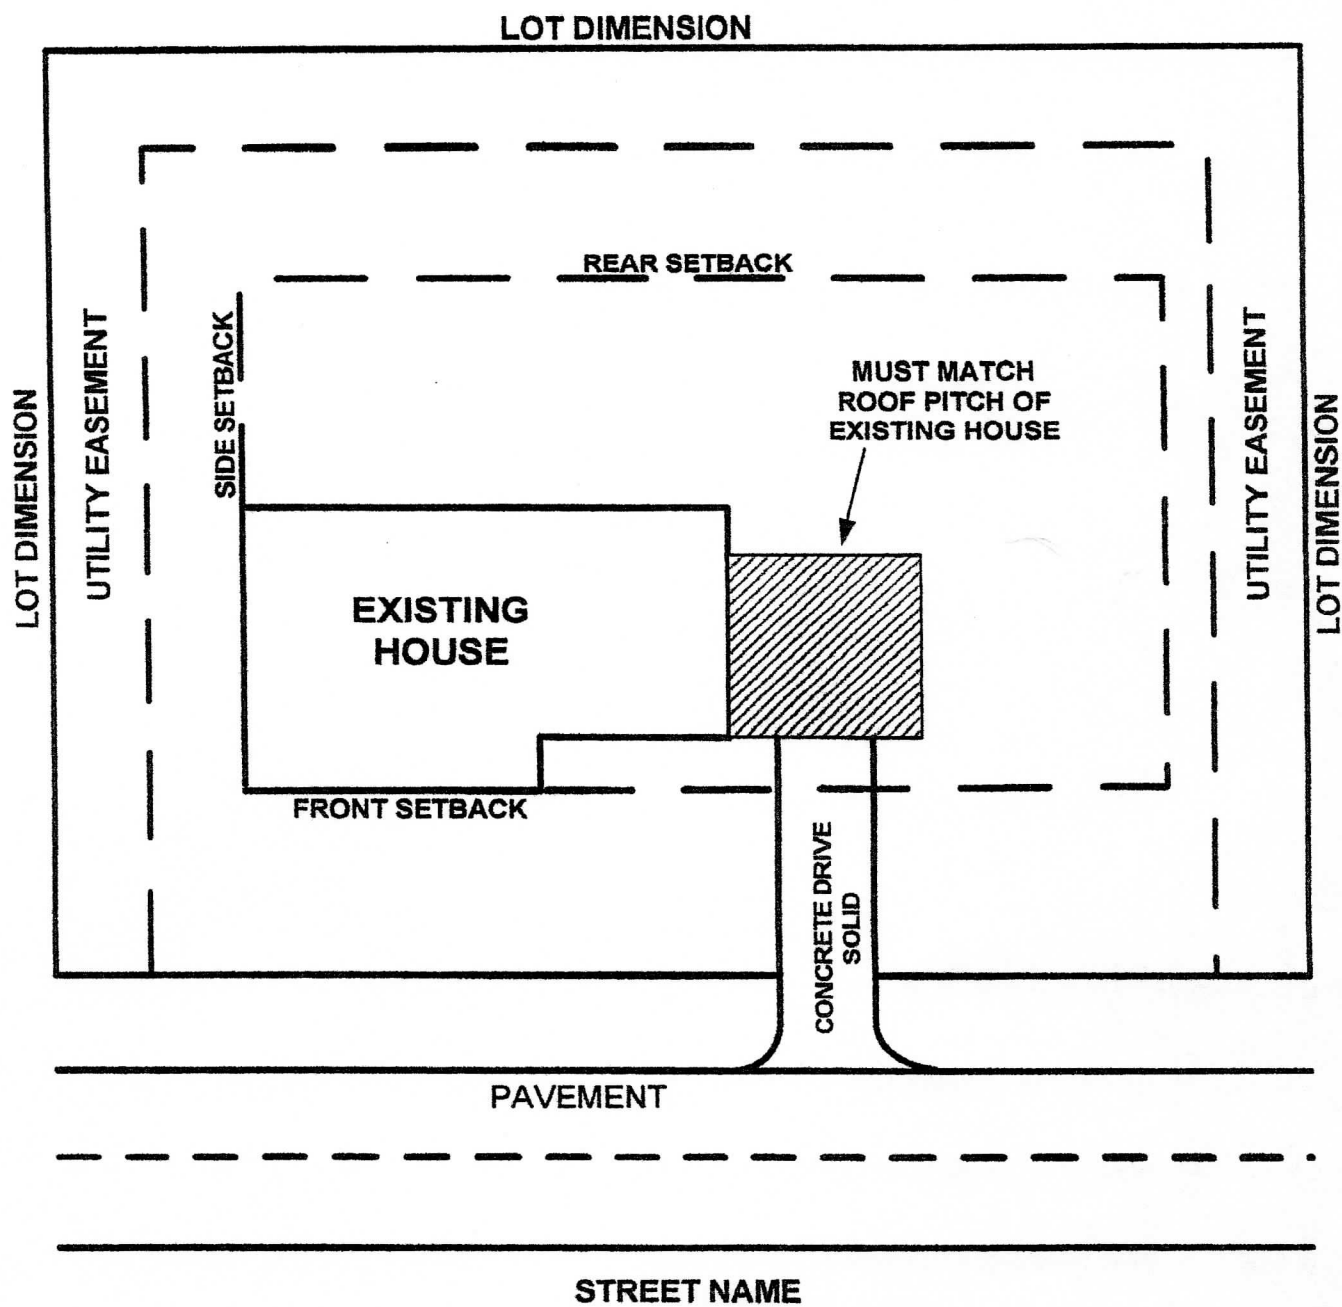 LOT DIMENSION
REAR SETBACK
SIDE SETBACK
UTILITY EASEMENT
LOT DIMENSION
MUST MATCH
ROOF PITCH OF
EXISTING HOUSE
UTILITY EASEMENT
LOT DIMENSION
EXISTING
HOUSE
FRONT SETBACK
CONCRETE DRIVE
SOLID
PAVEMENT
STREET NAME